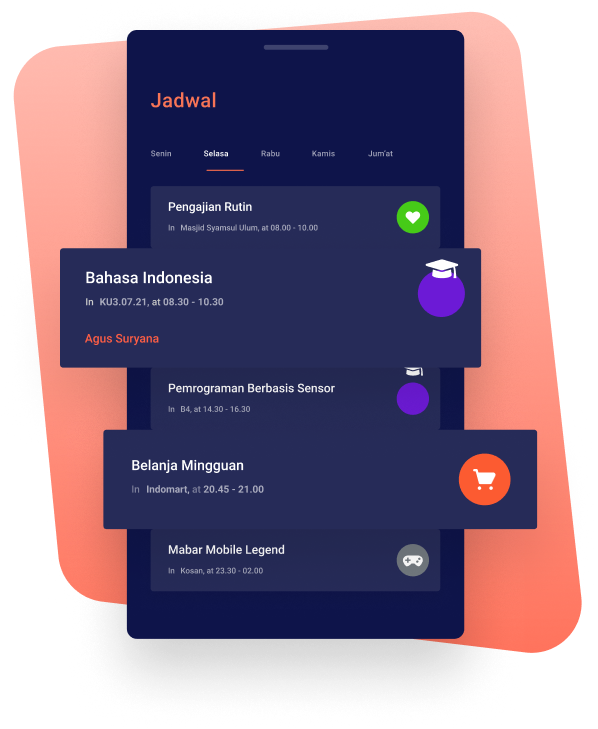 Jadwal
Senin Selasa Rabu Kamis Jum'at
Pengajian Rutin
In Masjid Syamsul Ulum, at 08.00 - 10.00
Bahasa Indonesia
In KU3.07.21, at 08.30 - 10.30
Agus Suryana
Pemrograman Berbasis Sensor
In B4, at 14.30 - 16.30
Belanja Mingguan
In Indomart, at 20.45 - 21.00
Mabar Mobile Legend
In Kosan, at 23.30 - 02.00